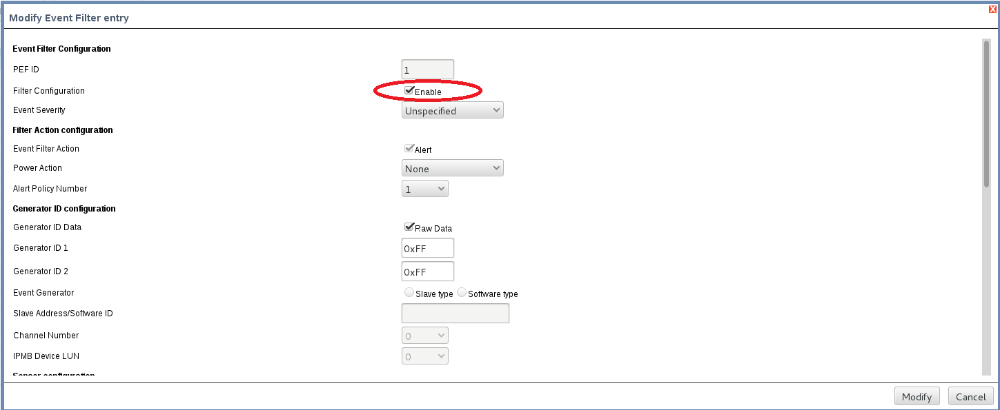 Modify Event Filter entry
X
Event Filter Configuration
PEF ID 1
Filter Configuration Enable
Event Severity Unspecified
Filter Action configuration
Event Filter Action Alert
Power Action None
Alert Policy Number 1
Generator ID configuration
Generator ID Data Raw Data
Generator ID 1 0xFF
Generator ID 2 0xFF
Event Generator Slave type Software type
Slave Address/Software ID
Channel Number 0
IPMB Device LUN 0
Sensor configuration
Modify Cancel